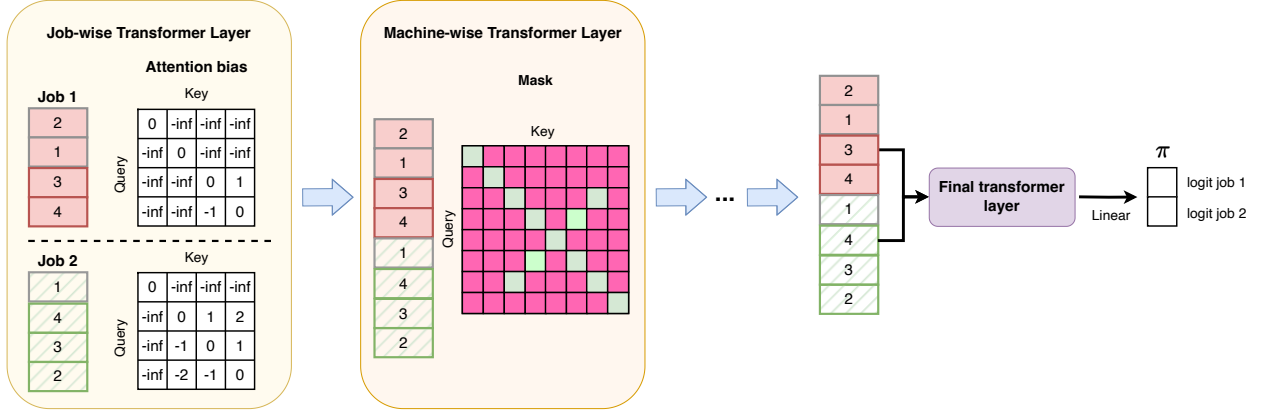 Job-wise Transformer Layer
Attention bias
Key
Job 1
2
1
3
4
Query
0 -inf -inf -inf
-inf 0 -inf -inf
-inf -inf 0 1
-inf -inf -1 0
Job 2
Key
1
4
3
2
Query
0 -inf -inf -inf
-inf 0 1 2
-inf -1 0 1
-inf -2 -1 0
Machine-wise Transformer Layer
Mask
Key
Query
2
1
3
4
1
4
3
2
...
2
1
3
4
1
4
3
2
Final transformer
layer
Linear
π
logit job 1
logit job 2